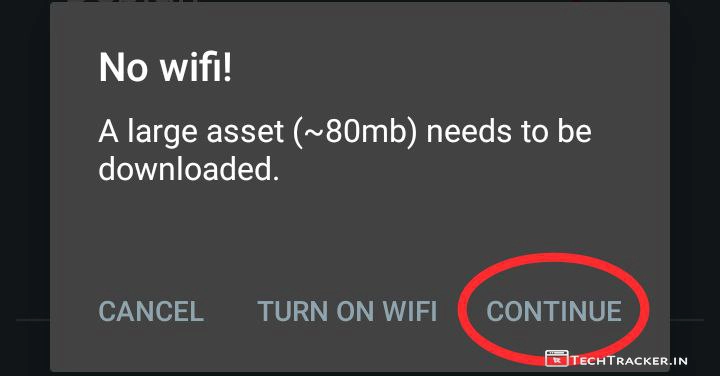 No wifi!
A large asset (~80mb) needs to be
downloaded.
CANCEL TURN ON WIFI CONTINUE
TECHTRACKER.IN